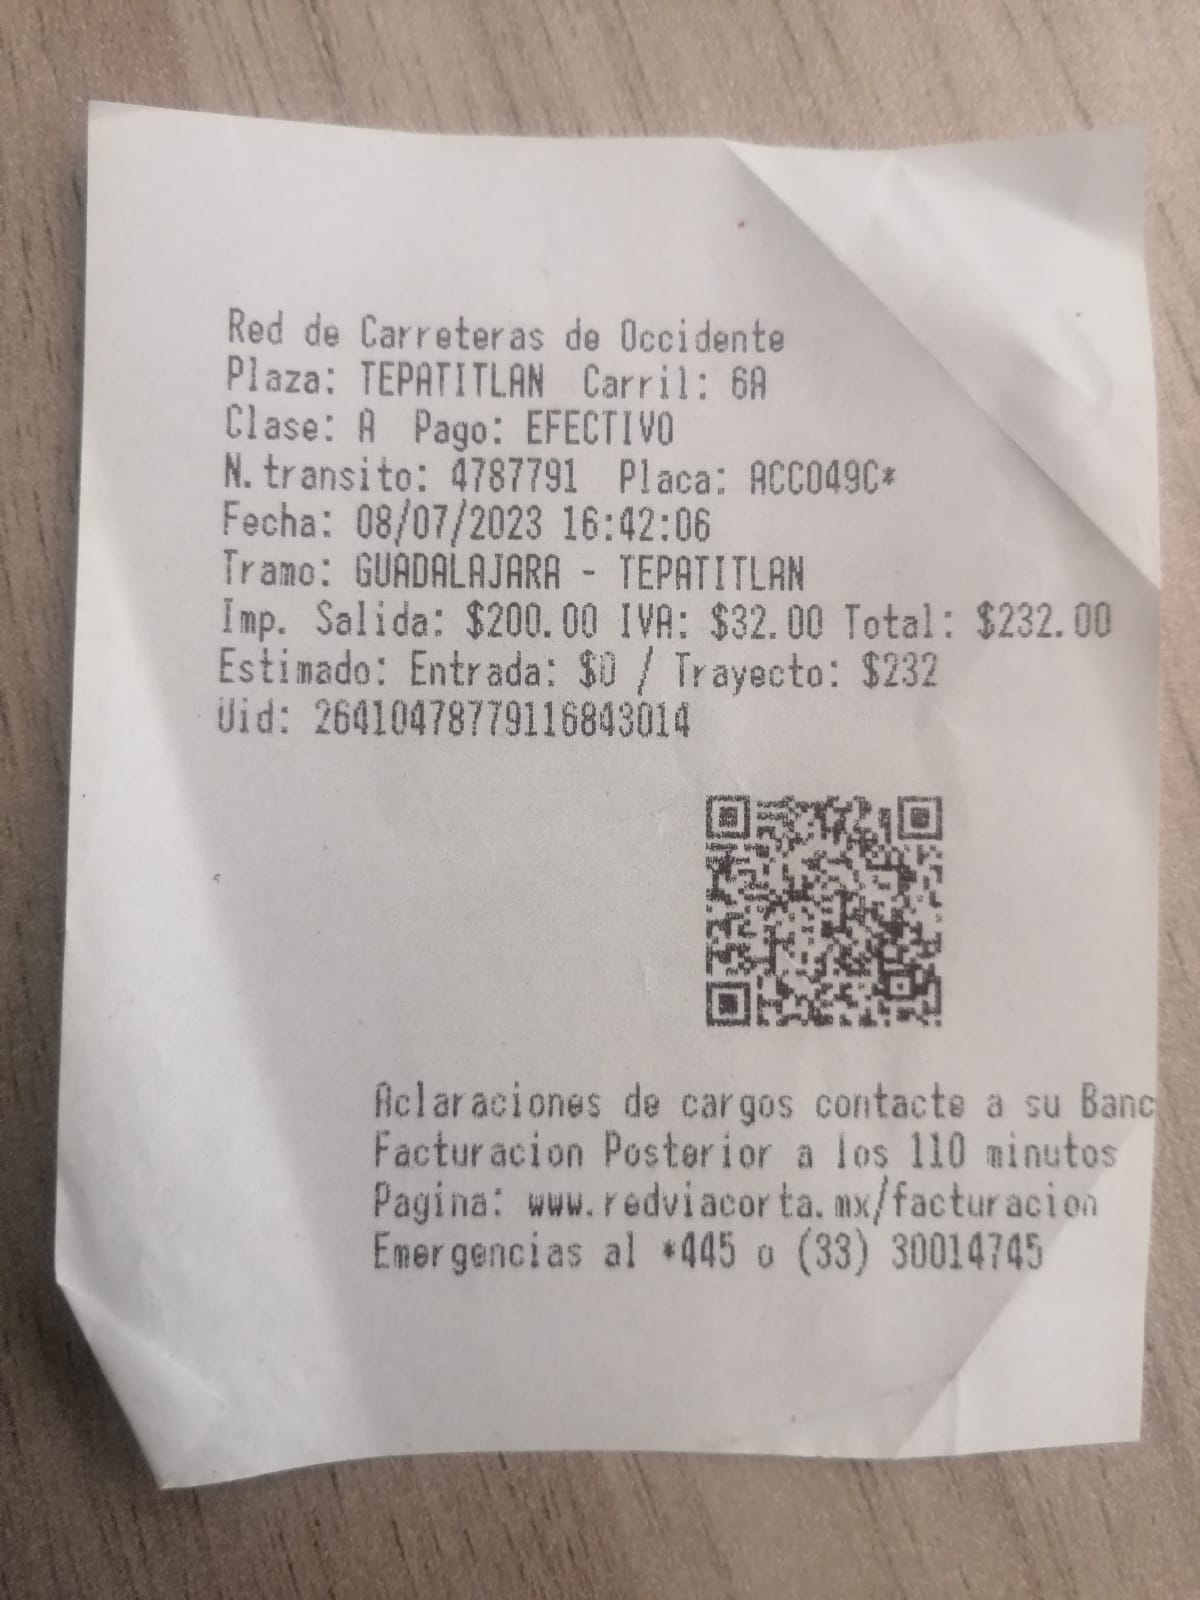 Red de Carreteras de Occidente
Plaza: TEPATITLAN Carril: 6A
Clase: A Pago: EFECTIVO
N.transito: 4787791 Placa: ACC049C*
Fecha: 08/07/2023 16:42:06
Tramo: GUADALAJARA - TEPATITLAN
Imp. Salida: $200.00 IVA: $32.00 Total: $232.00
Estimado: Entrada: $0 / Trayecto: $232
Uid: 26410478779116843014
Aclaraciones de cargos contacte a su Banc
Facturacion Posterior a los 110 minutos
Pagina: www.redviacorta.mx/facturacion
Emergencias al *445 o (33) 30014745